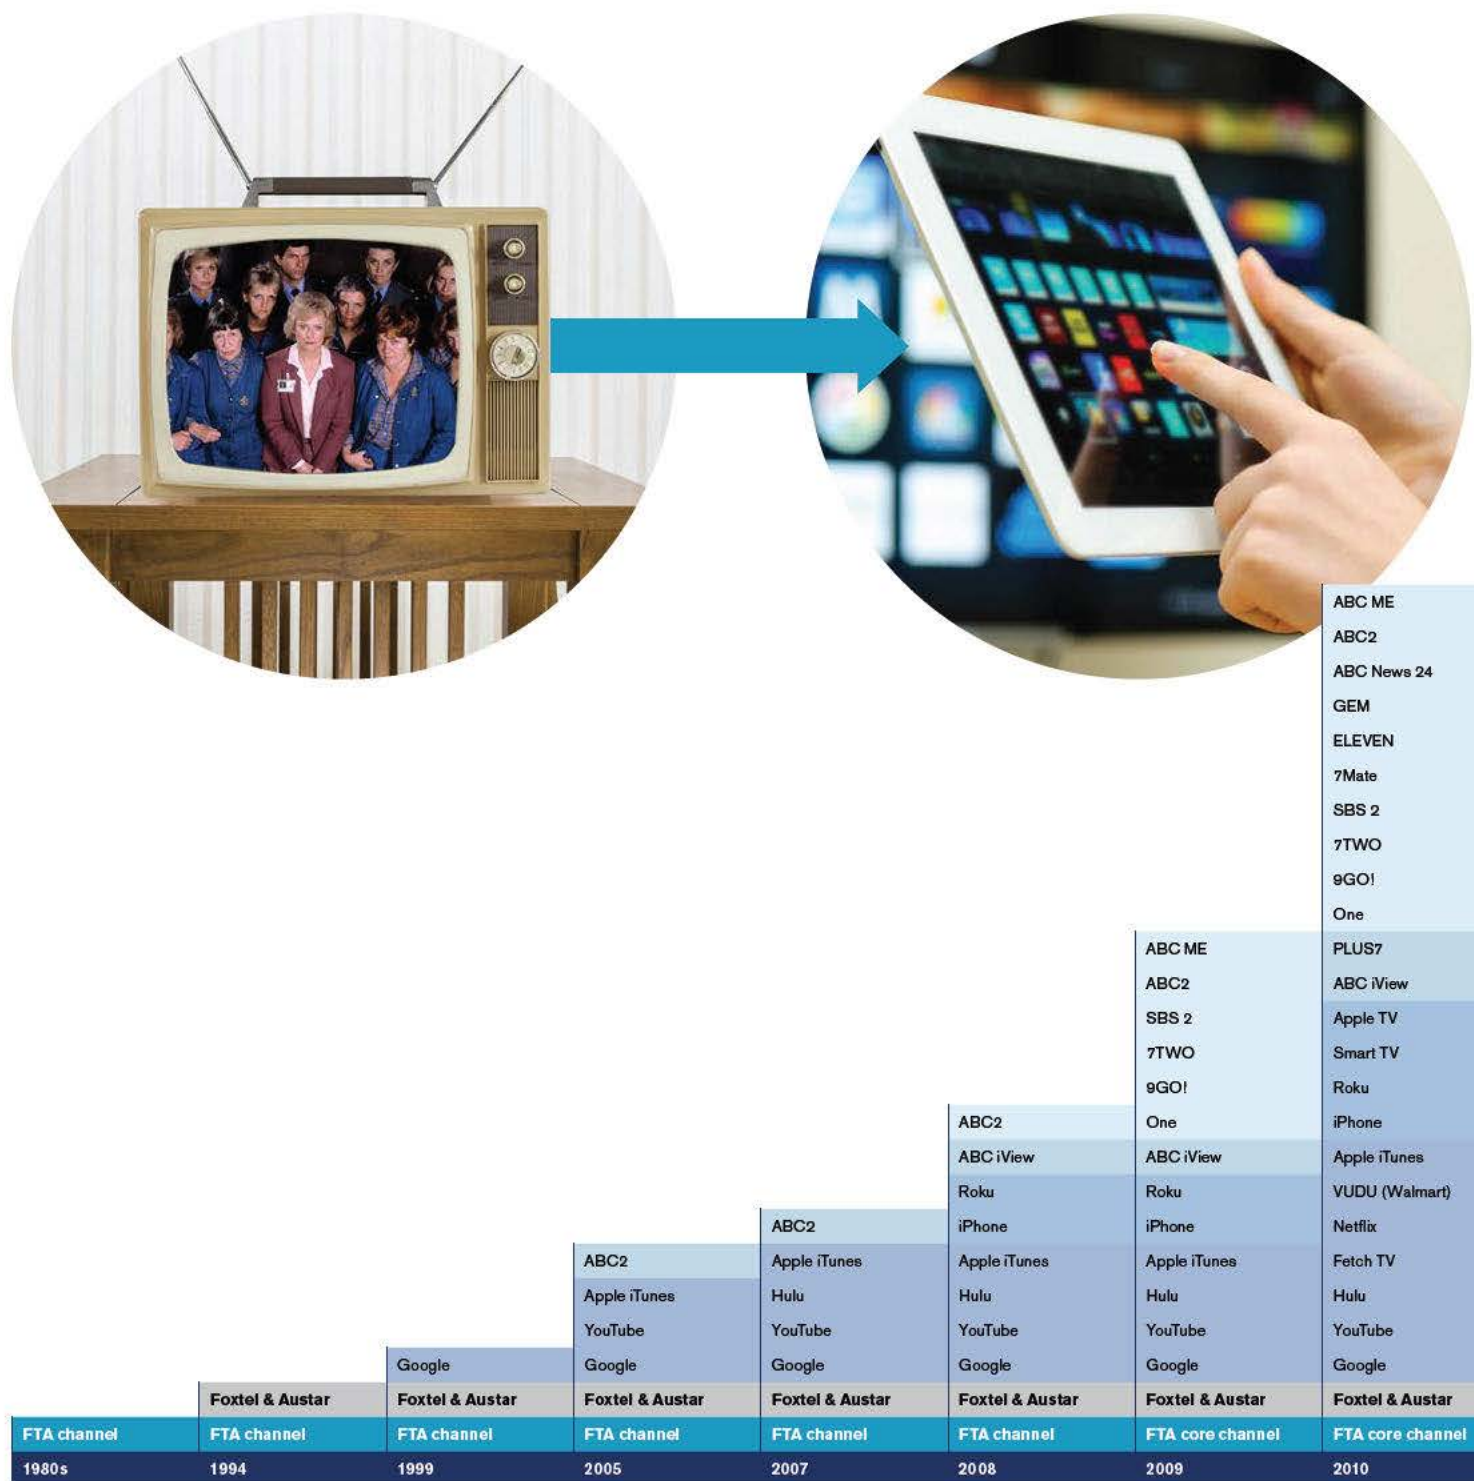 FTA channel
1980s
Foxtel & Austar
FTA channel
1994
Google
Foxtel & Austar
FTA channel
1999
ABC2
Apple iTunes
YouTube
Google
Foxtel & Austar
FTA channel
2005
ABC2
Apple iTunes
Hulu
YouTube
Google
Foxtel & Austar
FTA channel
2007
ABC2
ABC iView
Roku
iPhone
Apple iTunes
Hulu
YouTube
Google
Foxtel & Austar
FTA channel
2008
ABC ME
ABC2
SBS 2
7TWO
9GO!
One
ABC iView
Roku
iPhone
Apple iTunes
Hulu
YouTube
Google
Foxtel & Austar
FTA core channel
2009
ABC ME
ABC2
ABC News 24
GEM
ELEVEN
7Mate
SBS 2
7TWO
9GO!
One
PLUS7
ABC iView
Apple TV
Smart TV
Roku
iPhone
Apple iTunes
VUDU (Walmart)
Netflix
Fetch TV
Hulu
YouTube
Google
Foxtel & Austar
FTA core channel
2010